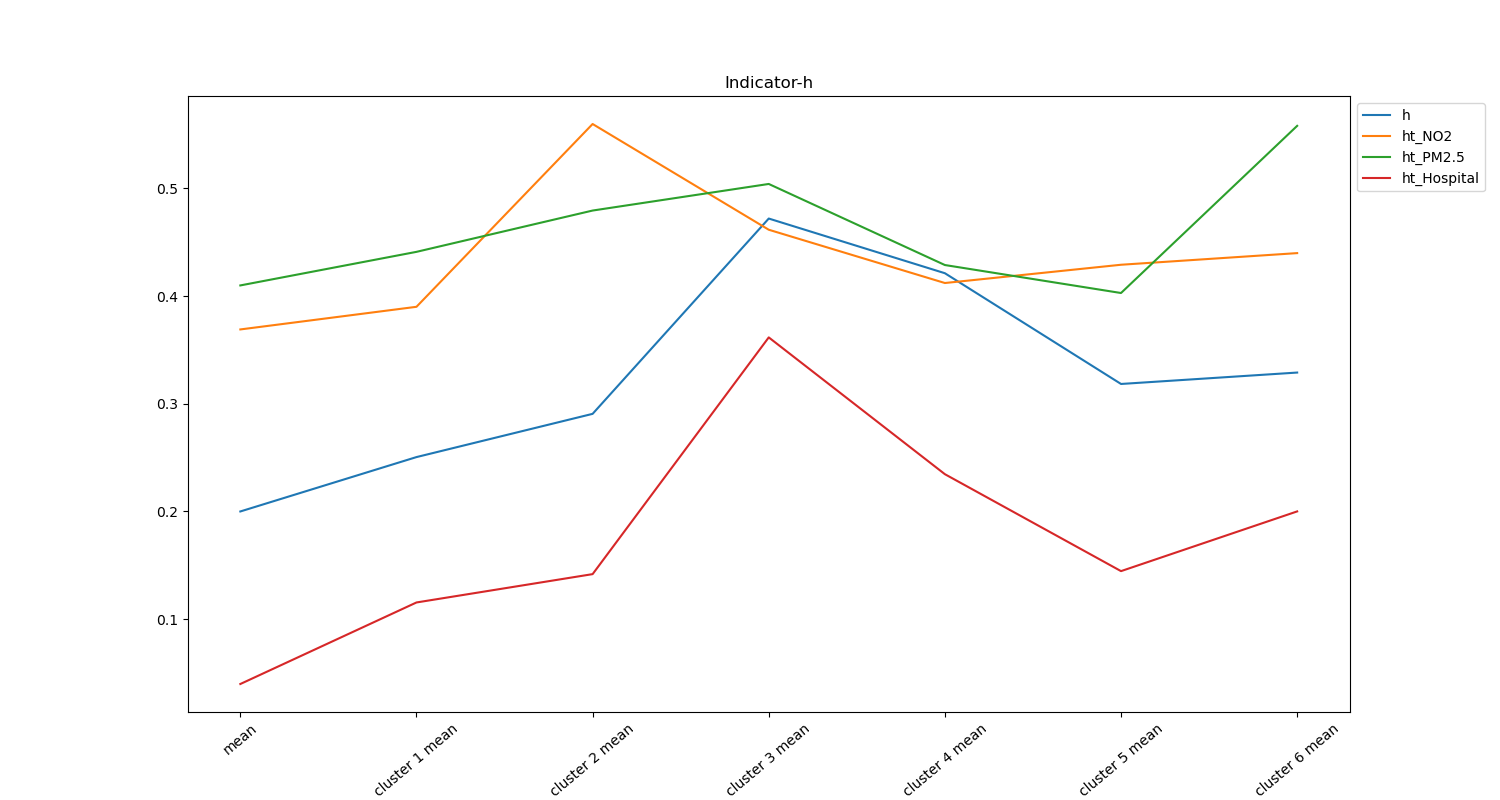 Indicator-h
h
ht_NO2
ht_PM2.5
ht_Hospital
0.5
0.4
0.3
0.2
0.1
mean
cluster 1 mean
cluster 2 mean
cluster 3 mean
cluster 4 mean
cluster 5 mean
cluster 6 mean